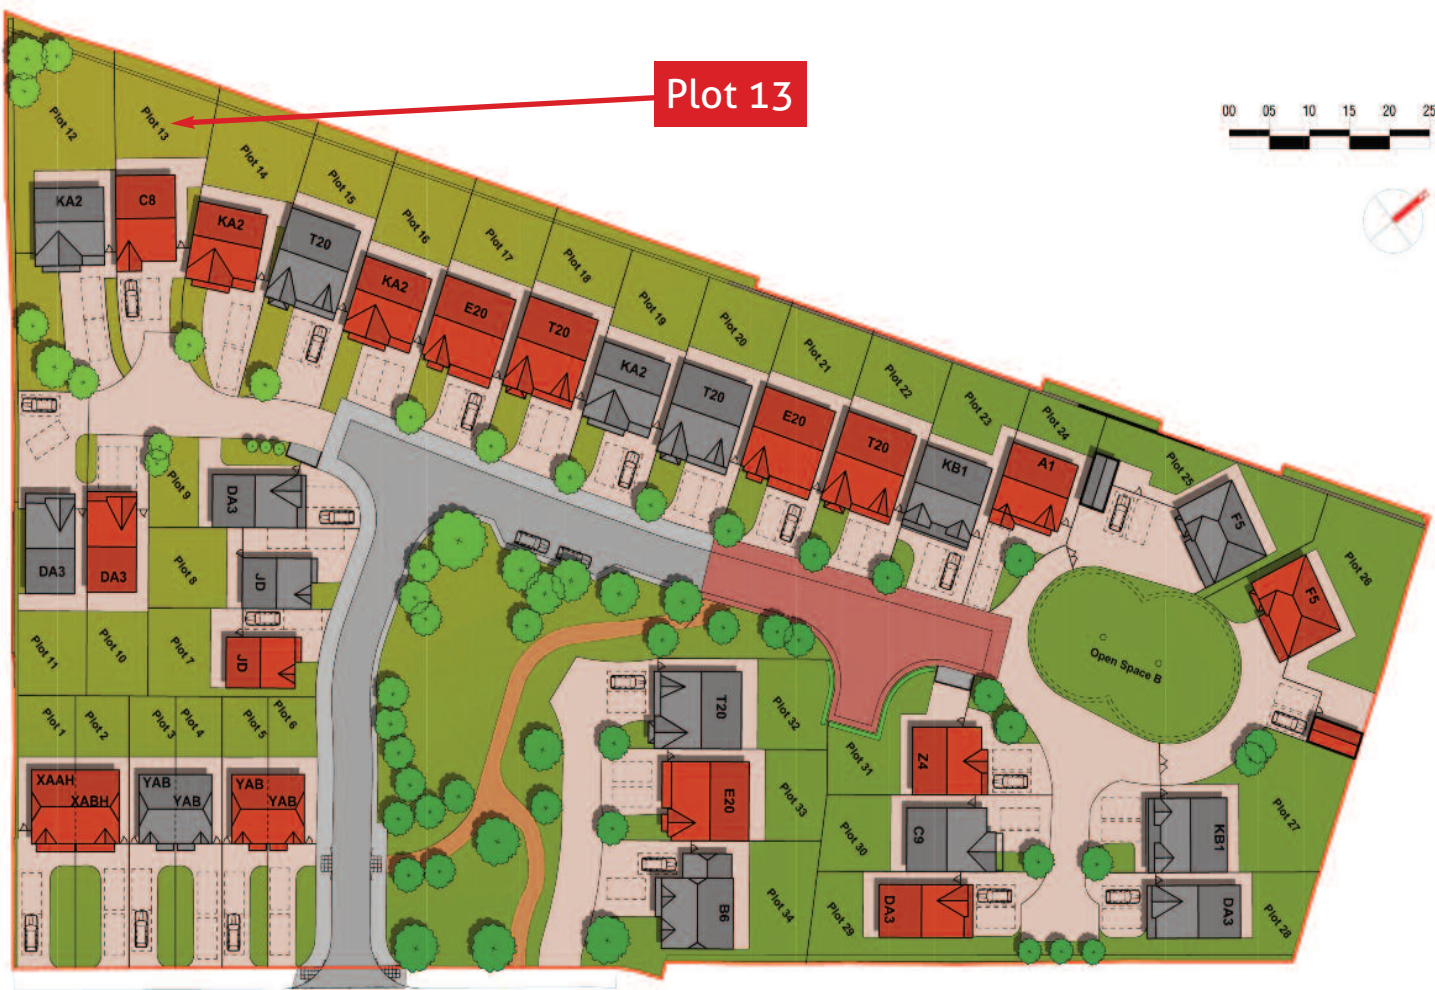 Plot 13
00 05 10 15 20 25
Plot 12
Plot 13
Plot 14
Plot 15
Plot 16
Plot 17
Plot 18
Plot 19
Plot 20
Plot 21
Plot 22
Plot 23
Plot 24
Plot 25
Plot 26
KA2
C8
KA2
T20
KA2
E20
T20
KA2
T20
E20
T20
KB1
A1
F5
F5
Open Space B
Plot 9
DA3
DA3
DA3
Plot 8
JD
Plot 11
Plot 10
Plot 7
JD
Plot 1
Plot 2
Plot 3
Plot 4
Plot 5
Plot 6
XAAH
XABH
YAB
YAB
YAB
YAB
T20
Plot 32
E20
Plot 33
B6
Plot 34
Plot 31
Z4
Plot 30
C9
Plot 29
DA3
KB1
Plot 27
DA3
Plot 28